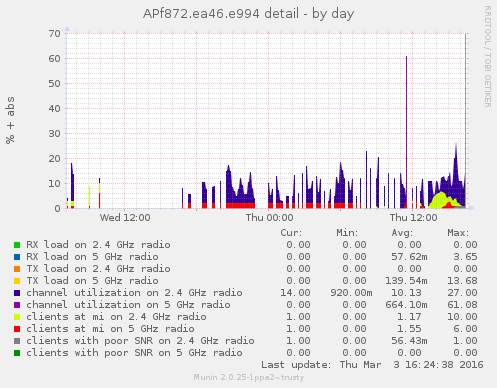 APf872.ea46.e994 detail - by day
RRDTOOL / TOBI OETIKER
% + abs
70
60
50
40
30
20
10
0
Wed 12:00 Thu 00:00 Thu 12:00
Cur: Min: Avg: Max:
RX load on 2.4 GHz radio 0.00 0.00 0.00 0.00
RX load on 5 GHz radio 0.00 0.00 57.62m 3.65
TX load on 2.4 GHz radio 0.00 0.00 0.00 0.00
TX load on 5 GHz radio 0.00 0.00 139.54m 13.68
channel utilization on 2.4 GHz radio 14.00 920.00m 10.13 27.00
channel utilization on 5 GHz radio 0.00 0.00 664.10m 61.08
clients at mi on 2.4 GHz radio 1.00 0.00 1.17 10.00
clients at mi on 5 GHz radio 1.00 0.00 1.55 6.00
clients with poor SNR on 2.4 GHz radio 1.00 0.00 56.43m 1.00
clients with poor SNR on 5 GHz radio 0.00 0.00 0.00 0.00
Last update: Thu Mar 3 16:24:38 2016
Munin 2.0.25-1ppa2~trusty